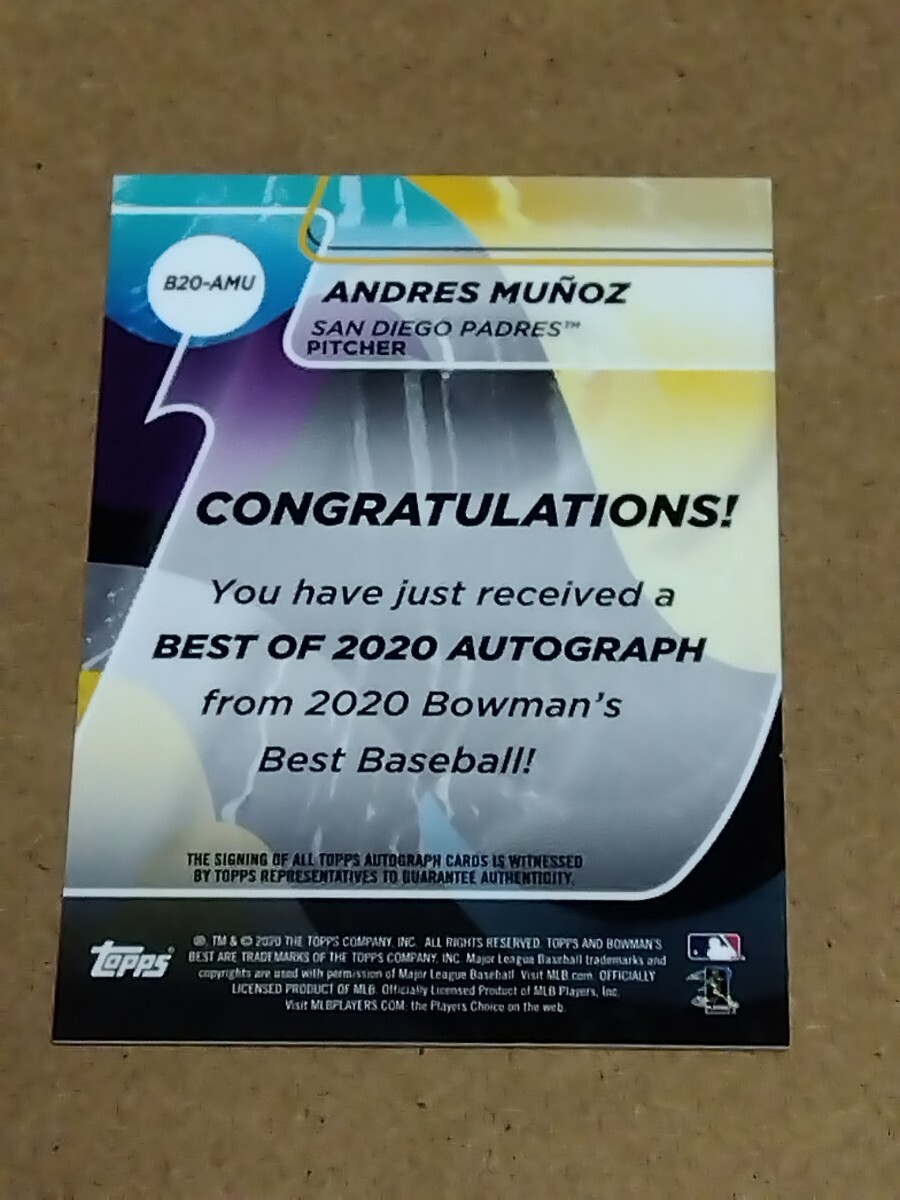 B20-AMU
ANDRES MUÑOZ
SAN DIEGO PADRES™
PITCHER
CONGRATULATIONS!
You have just received a
BEST OF 2020 AUTOGRAPH
from 2020 Bowman's
Best Baseball!
THE SIGNING OF ALL TOPPS AUTOGRAPH CARDS IS WITNESSED
BY TOPPS REPRESENTATIVES TO GUARANTEE AUTHENTICITY.
topps®
®, TM & © 2020 THE TOPPS COMPANY, INC. ALL RIGHTS RESERVED. TOPPS AND BOWMAN'S
BEST ARE TRADEMARKS OF THE TOPPS COMPANY, INC. Major League Baseball trademarks and
copyrights are used with permission of Major League Baseball. Visit MLB.com. OFFICIALLY
LICENSED PRODUCT OF MLB. Officially Licensed Product of MLB Players, Inc.
Visit MLBPLAYERS.COM, the Players Choice on the web.